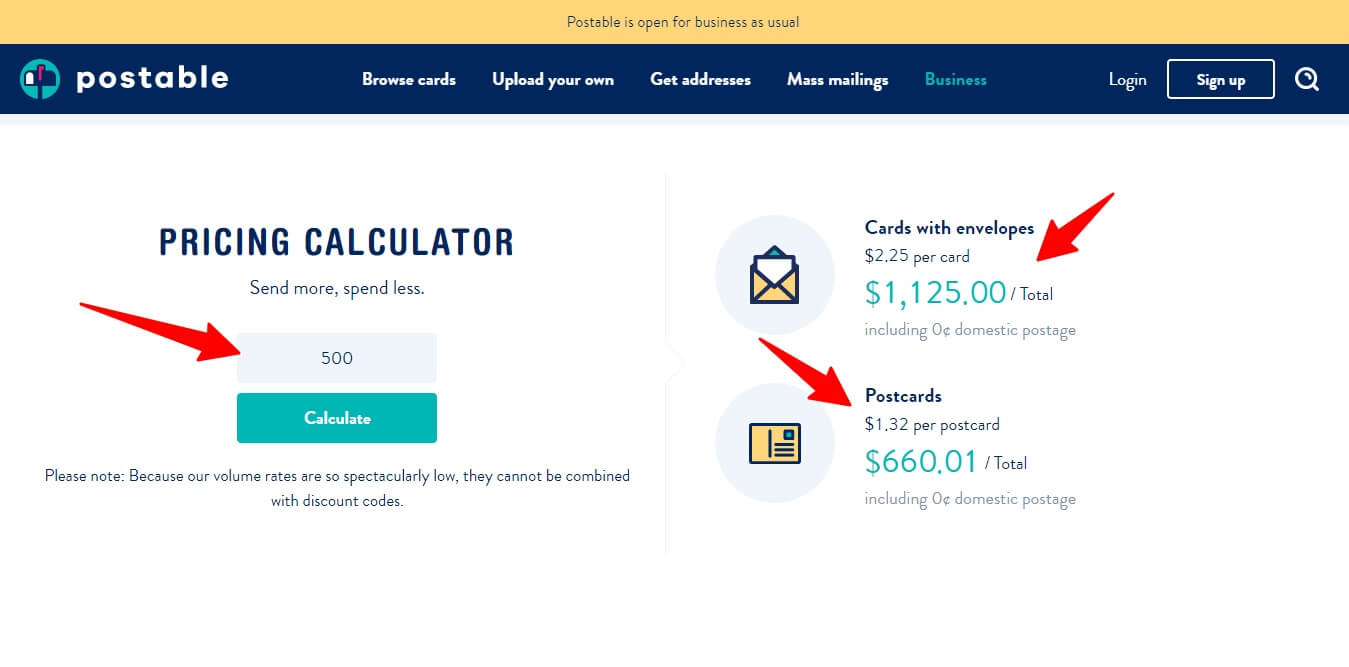 Postable is open for business as usual
postable
Browse cards
Upload your own
Get addresses
Mass mailings
Business
Login
Sign up
PRICING CALCULATOR
Send more, spend less.
500
Calculate
Please note: Because our volume rates are so spectacularly low, they cannot be combined
with discount codes.
Cards with envelopes
$2.25 per card
$1,125.00 / Total
including 0¢ domestic postage
Postcards
$1.32 per postcard
$660.01 / Total
including 0¢ domestic postage